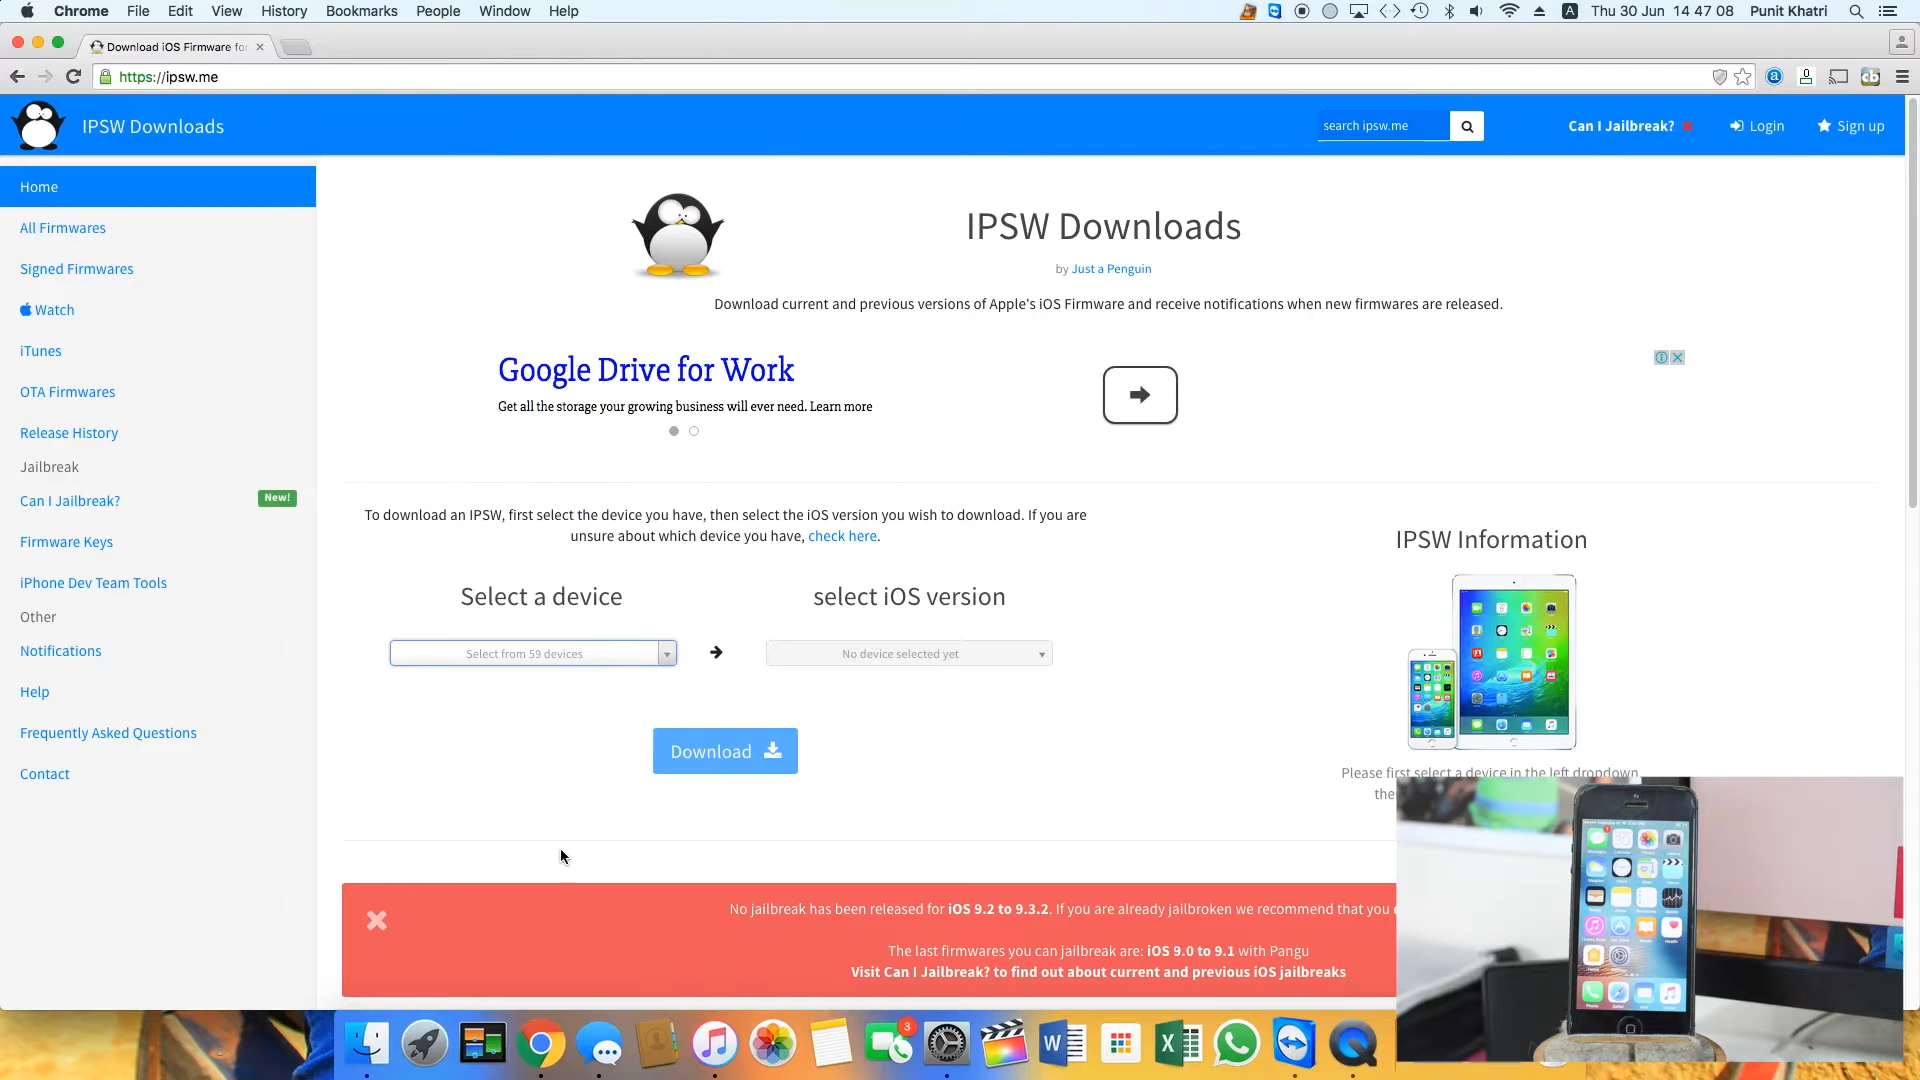 Chrome File Edit View History Bookmarks People Window Help
A Thu 30 Jun 14 47 08 Punit Khatri
Download iOS Firmware for
https://ipsw.me
a
0
cb
IPSW Downloads
search ipsw.me
Can I Jailbreak?
Login
Sign up
Home
All Firmwares
Signed Firmwares
Watch
iTunes
OTA Firmwares
Release History
Jailbreak
Can I Jailbreak?
New!
Firmware Keys
iPhone Dev Team Tools
Other
Notifications
Help
Frequently Asked Questions
Contact
IPSW Downloads
by Just a Penguin
Download current and previous versions of Apple's iOS Firmware and receive notifications when new firmwares are released.
Google Drive for Work
Get all the storage your growing business will ever need. Learn more
To download an IPSW, first select the device you have, then select the iOS version you wish to download. If you are
unsure about which device you have, check here.
Select a device
select iOS version
Select from 59 devices
No device selected yet
Download
IPSW Information
Please first select a device in the left dropdown
the
No jailbreak has been released for iOS 9.2 to 9.3.2. If you are already jailbroken we recommend that you
The last firmwares you can jailbreak are: iOS 9.0 to 9.1 with Pangu
Visit Can I Jailbreak? to find out about current and previous iOS jailbreaks
3
W
X